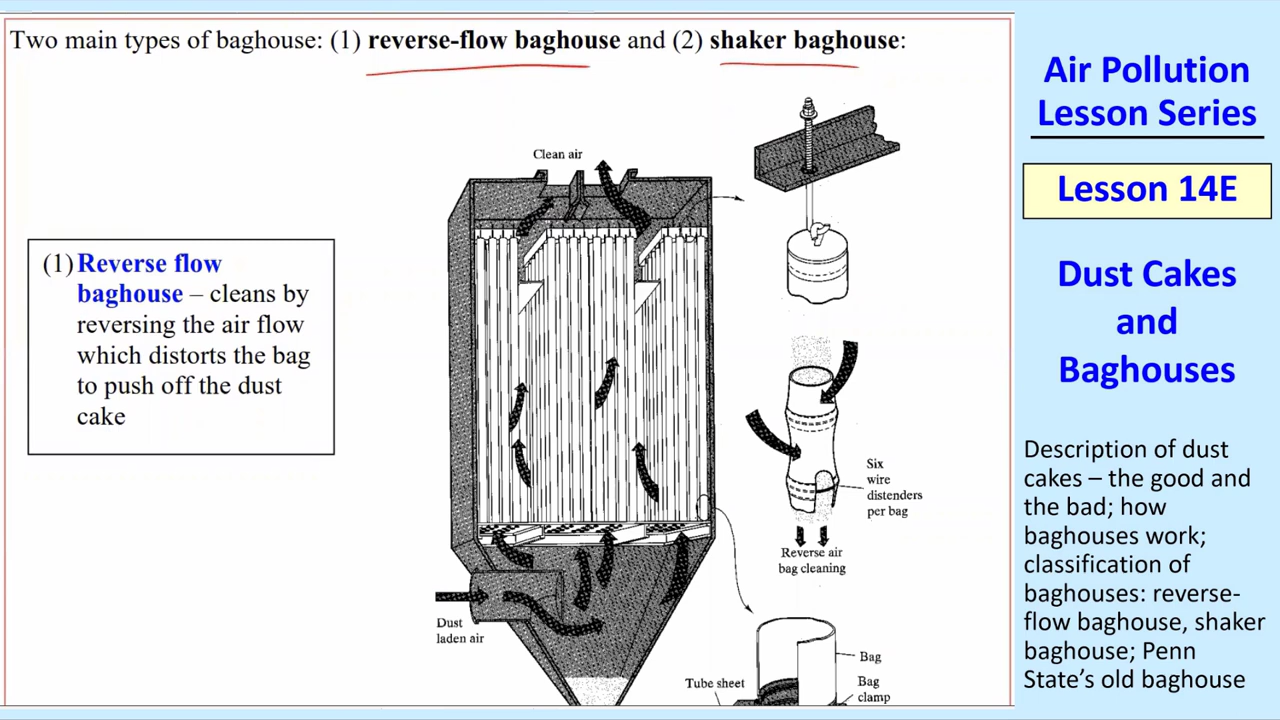 Two main types of baghouse: (1) reverse-flow baghouse and (2) shaker baghouse:
(1) Reverse flow
baghouse – cleans by
reversing the air flow
which distorts the bag
to push off the dust
cake
Clean air
Six
wire
distenders
per bag
Reverse air
bag cleaning
Dust
laden air
Bag
Tube sheet
Bag
clamp
Air Pollution
Lesson Series
Lesson 14E
Dust Cakes
and
Baghouses
Description of dust
cakes – the good and
the bad; how
baghouses work;
classification of
baghouses: reverse-
flow baghouse, shaker
baghouse; Penn
State’s old baghouse